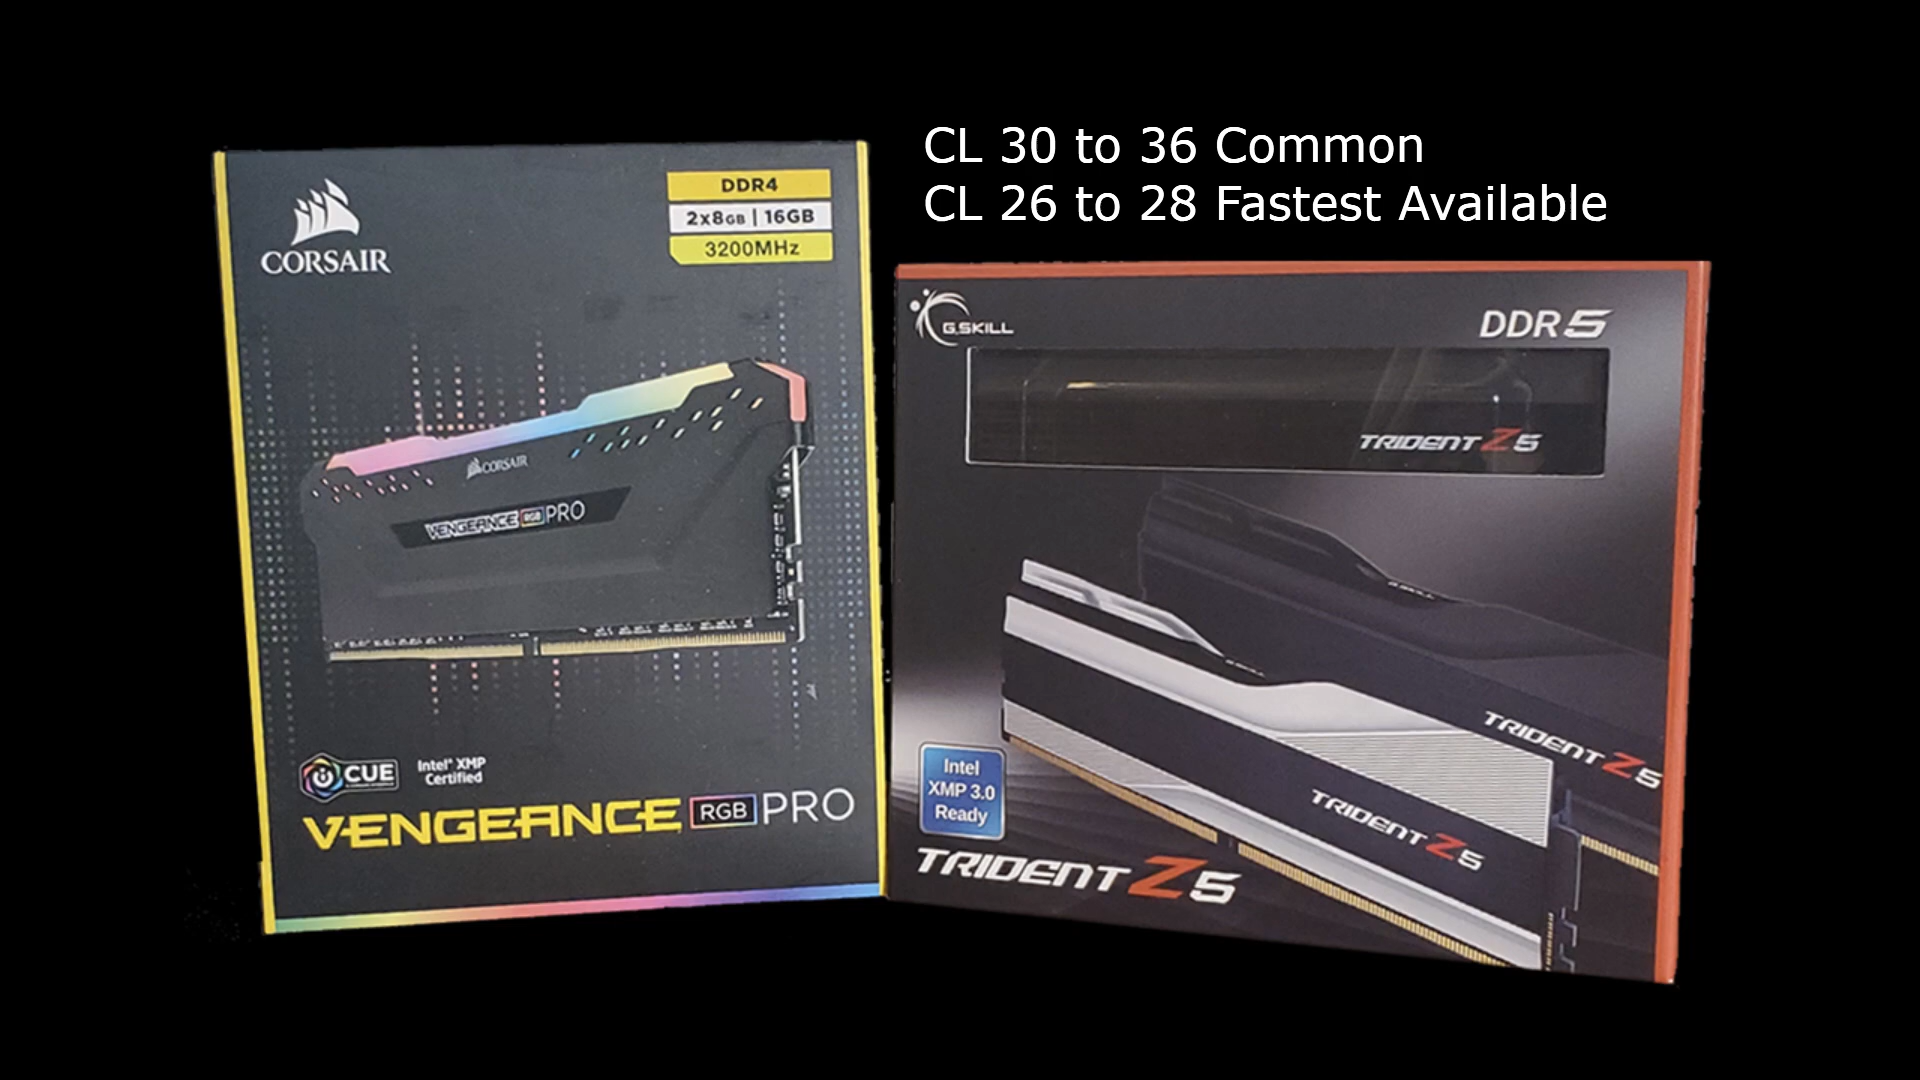 CL 30 to 36 Common
CL 26 to 28 Fastest Available
CORSAIR
DDR4
2x8GB | 16GB
3200MHz
CORSAIR
VENGEANCE RGB PRO
CUE
Intel® XMP
Certified
VENGEANCE RGB PRO
G.SKILL
DDR5
TRIDENT Z5
G.SKILL
TRIDENT Z5
TRIDENT Z5
Intel
XMP 3.0
Ready
TRIDENT Z5